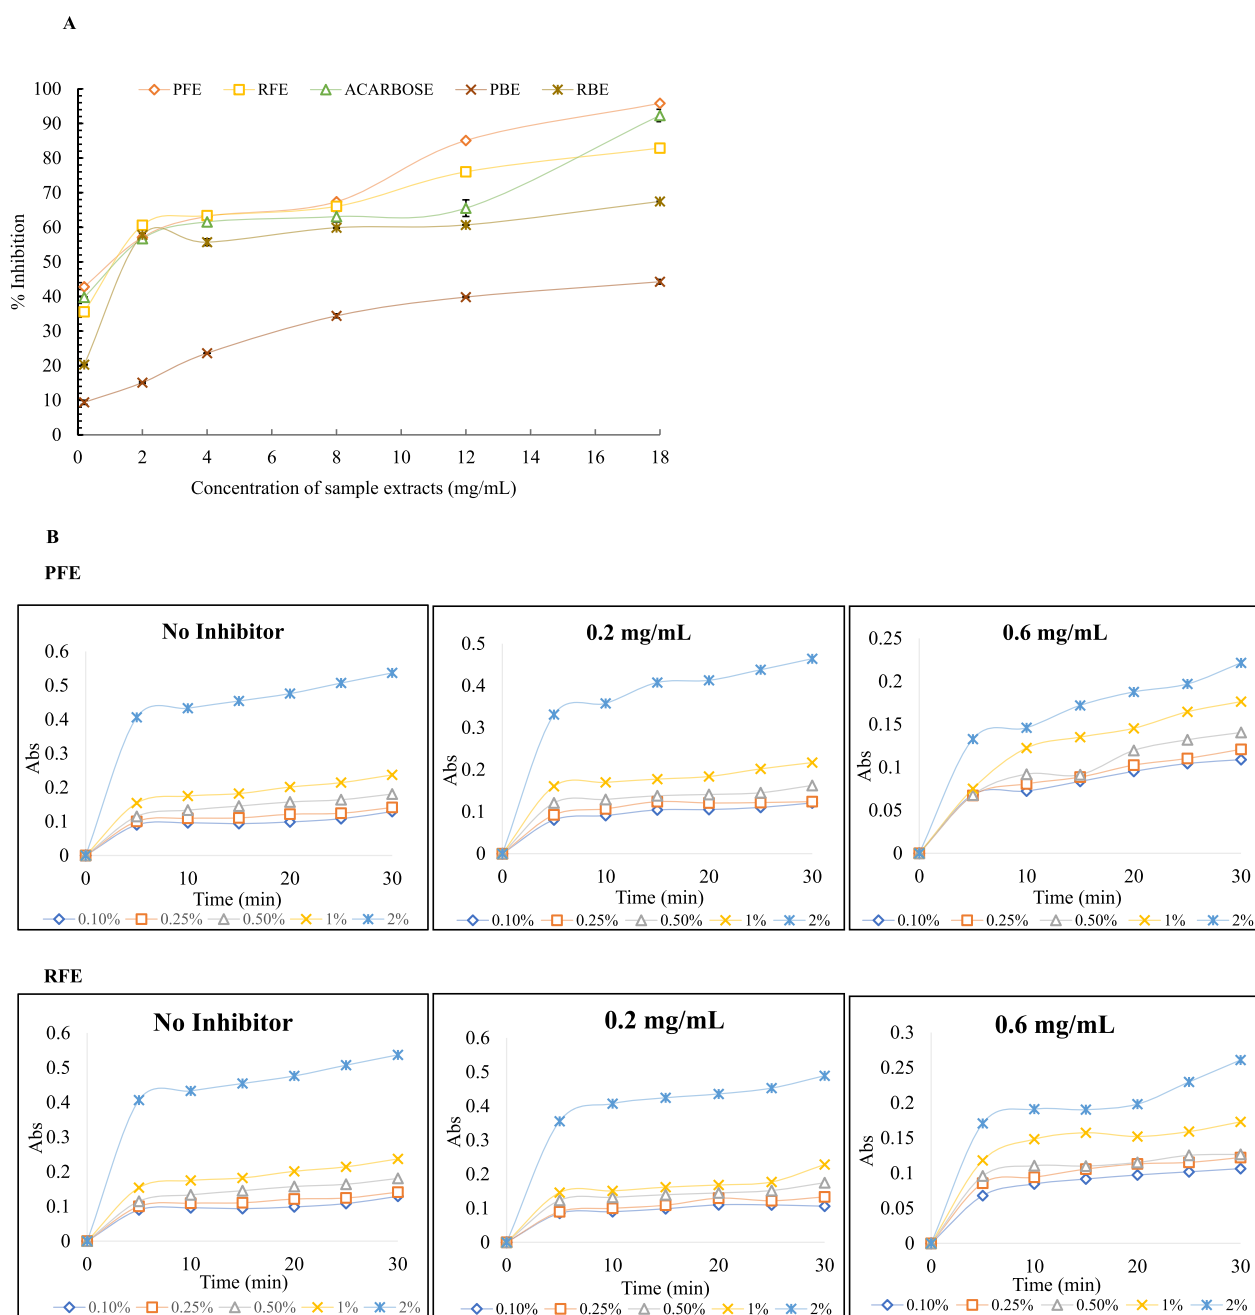 A
PFE RFE ACARBOSE PBE RBE
100
90
80
70
60
50
40
30
20
10
0
% Inhibition
0 2 4 6 8 10 12 14 16 18
Concentration of sample extracts (mg/mL)
B
PFE
No Inhibitor
0.6
0.5
0.4
0.3
0.2
0.1
0
Abs
0 10 20 30
Time (min)
0.10% 0.25% 0.50% 1% 2%
0.2 mg/mL
0.5
0.4
0.3
0.2
0.1
0
Abs
0 10 20 30
Time (min)
0.10% 0.25% 0.50% 1% 2%
0.6 mg/mL
0.25
0.2
0.15
0.1
0.05
0
Abs
0 10 20 30
Time (min)
0.10% 0.25% 0.50% 1% 2%
RFE
No Inhibitor
0.6
0.5
0.4
0.3
0.2
0.1
0
Abs
0 10 20 30
Time (min)
0.10% 0.25% 0.50% 1% 2%
0.2 mg/mL
0.6
0.5
0.4
0.3
0.2
0.1
0
Abs
0 10 20 30
Time (min)
0.10% 0.25% 0.50% 1% 2%
0.6 mg/mL
0.3
0.25
0.2
0.15
0.1
0.05
0
Abs
0 10 20 30
Time (min)
0.10% 0.25% 0.50% 1% 2%